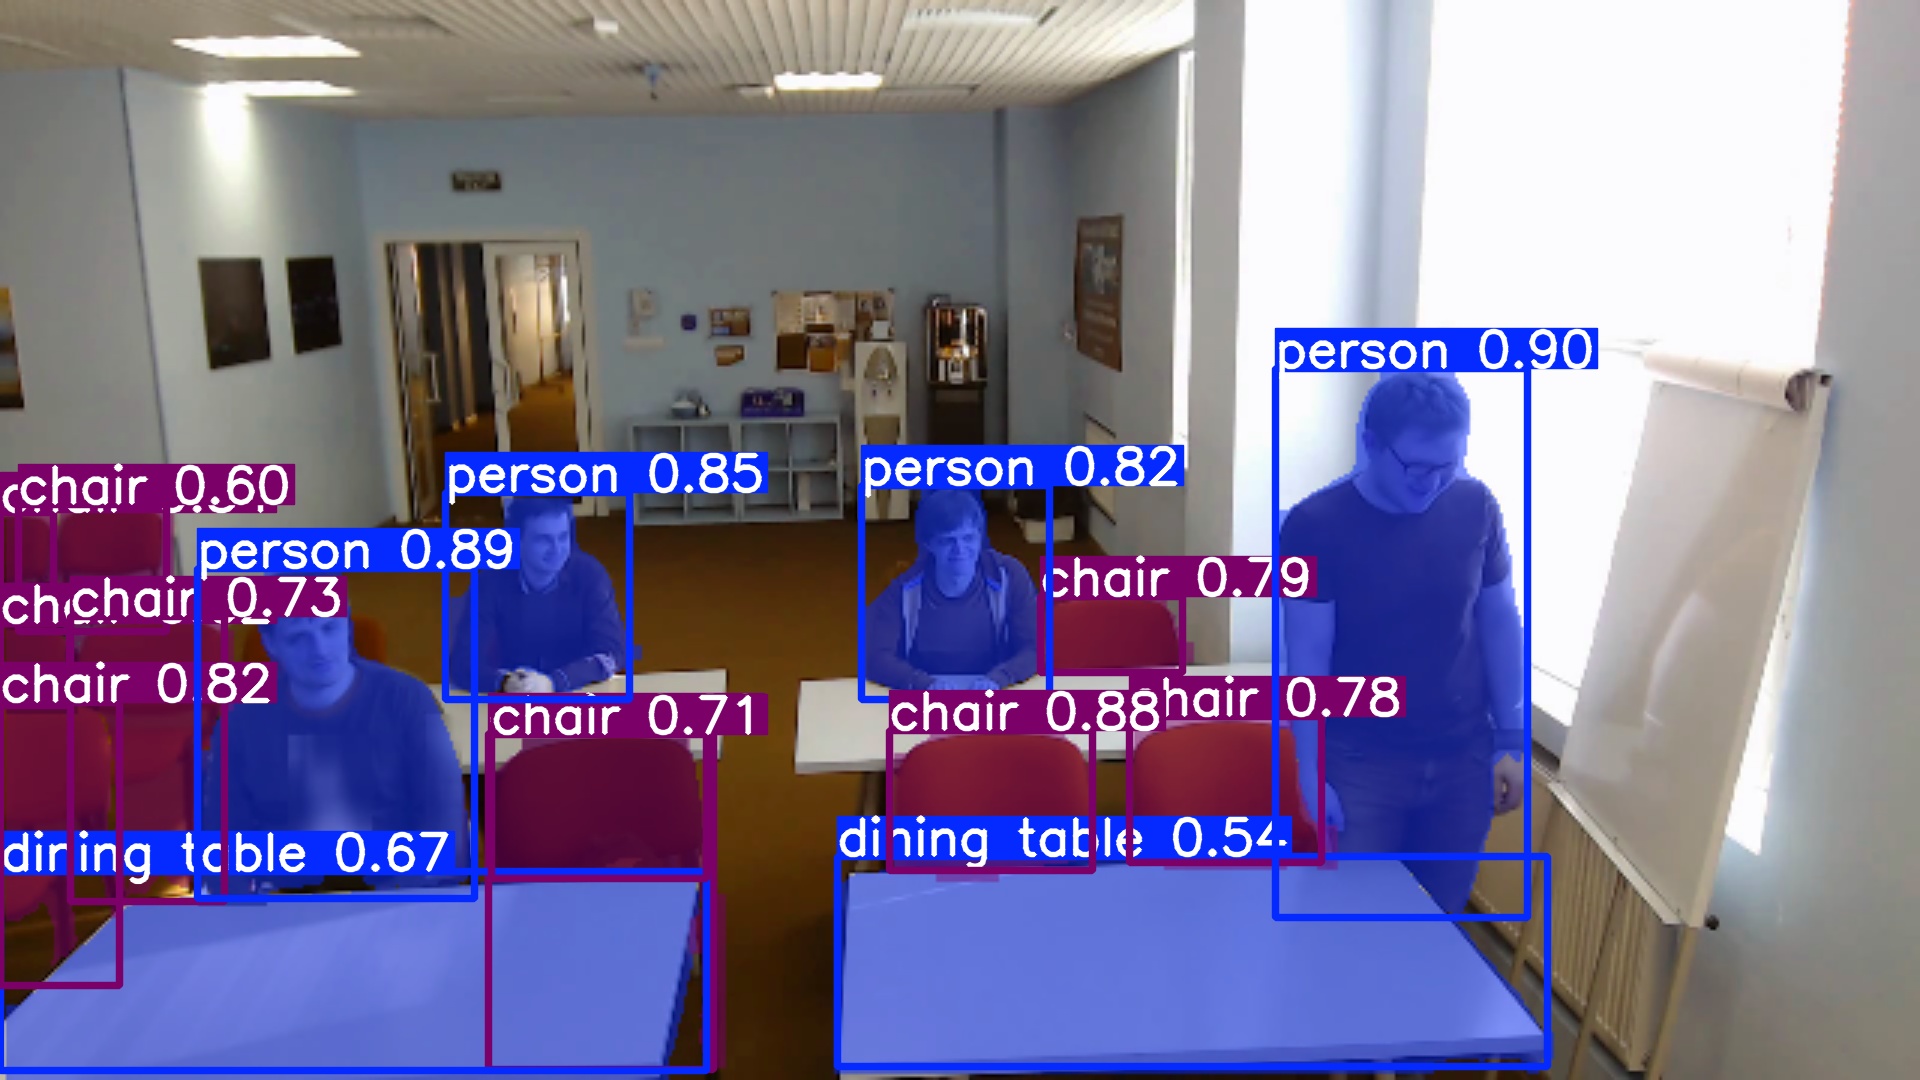 person 0.90
person 0.85
person 0.82
chair 0.60
person 0.89
chair 0.79
chair 0.73
chair 0.82
chair 0.78
chair 0.88
chair 0.71
dining table 0.54
dining table 0.67